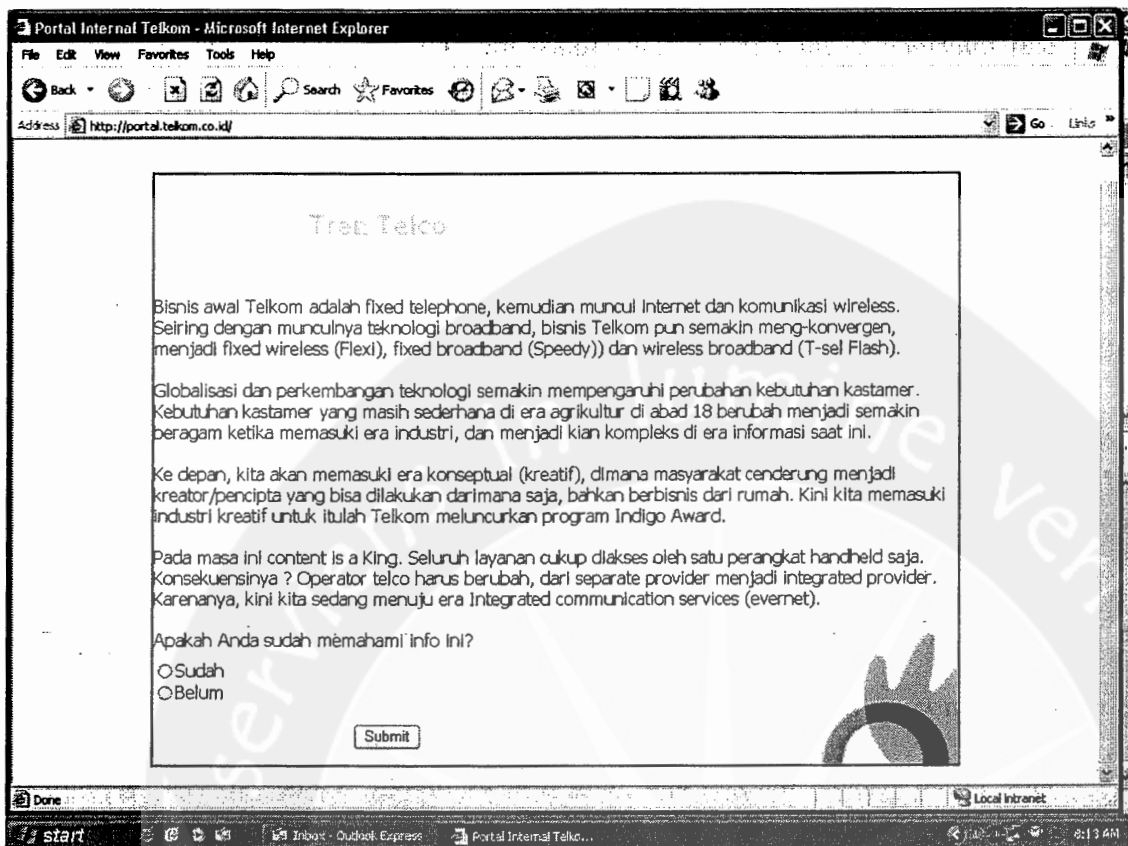 Portal Internal Telkom - Microsoft Internet Explorer
File Edit View Favorites Tools Help
Back Search Favorites
Address http://portal.telkom.co.id/ Go Links »
Tren Telco
Bisnis awal Telkom adalah fixed telephone, kemudian muncul Internet dan komunikasi wireless.
Seiring dengan munculnya teknologi broadband, bisnis Telkom pun semakin meng-konvergen,
menjadi fixed wireless (Flexi), fixed broadband (Speedy)) dan wireless broadband (T-sel Flash).
Globalisasi dan perkembangan teknologi semakin mempengaruhi perubahan kebutuhan kastamer.
Kebutuhan kastamer yang masih sederhana di era agrikultur di abad 18 berubah menjadi semakin
beragam ketika memasuki era industri, dan menjadi kian kompleks di era informasi saat ini.
Ke depan, kita akan memasuki era konseptual (kreatif), dimana masyarakat cenderung menjadi
kreator/pencipta yang bisa dilakukan darimana saja, bahkan berbisnis dari rumah. Kini kita memasuki
industri kreatif untuk itulah Telkom meluncurkan program Indigo Award.
Pada masa ini content is a King. Seluruh layanan cukup diakses oleh satu perangkat handheld saja.
Konsekuensinya ? Operator telco harus berubah, dari separate provider menjadi integrated provider.
Karenanya, kini kita sedang menuju era Integrated communication services (evernet).
Apakah Anda sudah memahami info ini?
Sudah
Belum
Submit
serviens in lumine ver
Done Local intranet
start Inbox - Outlook Express Portal Internal Telko... 8:13 AM